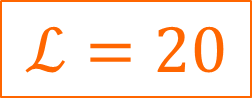 ℒ = 20